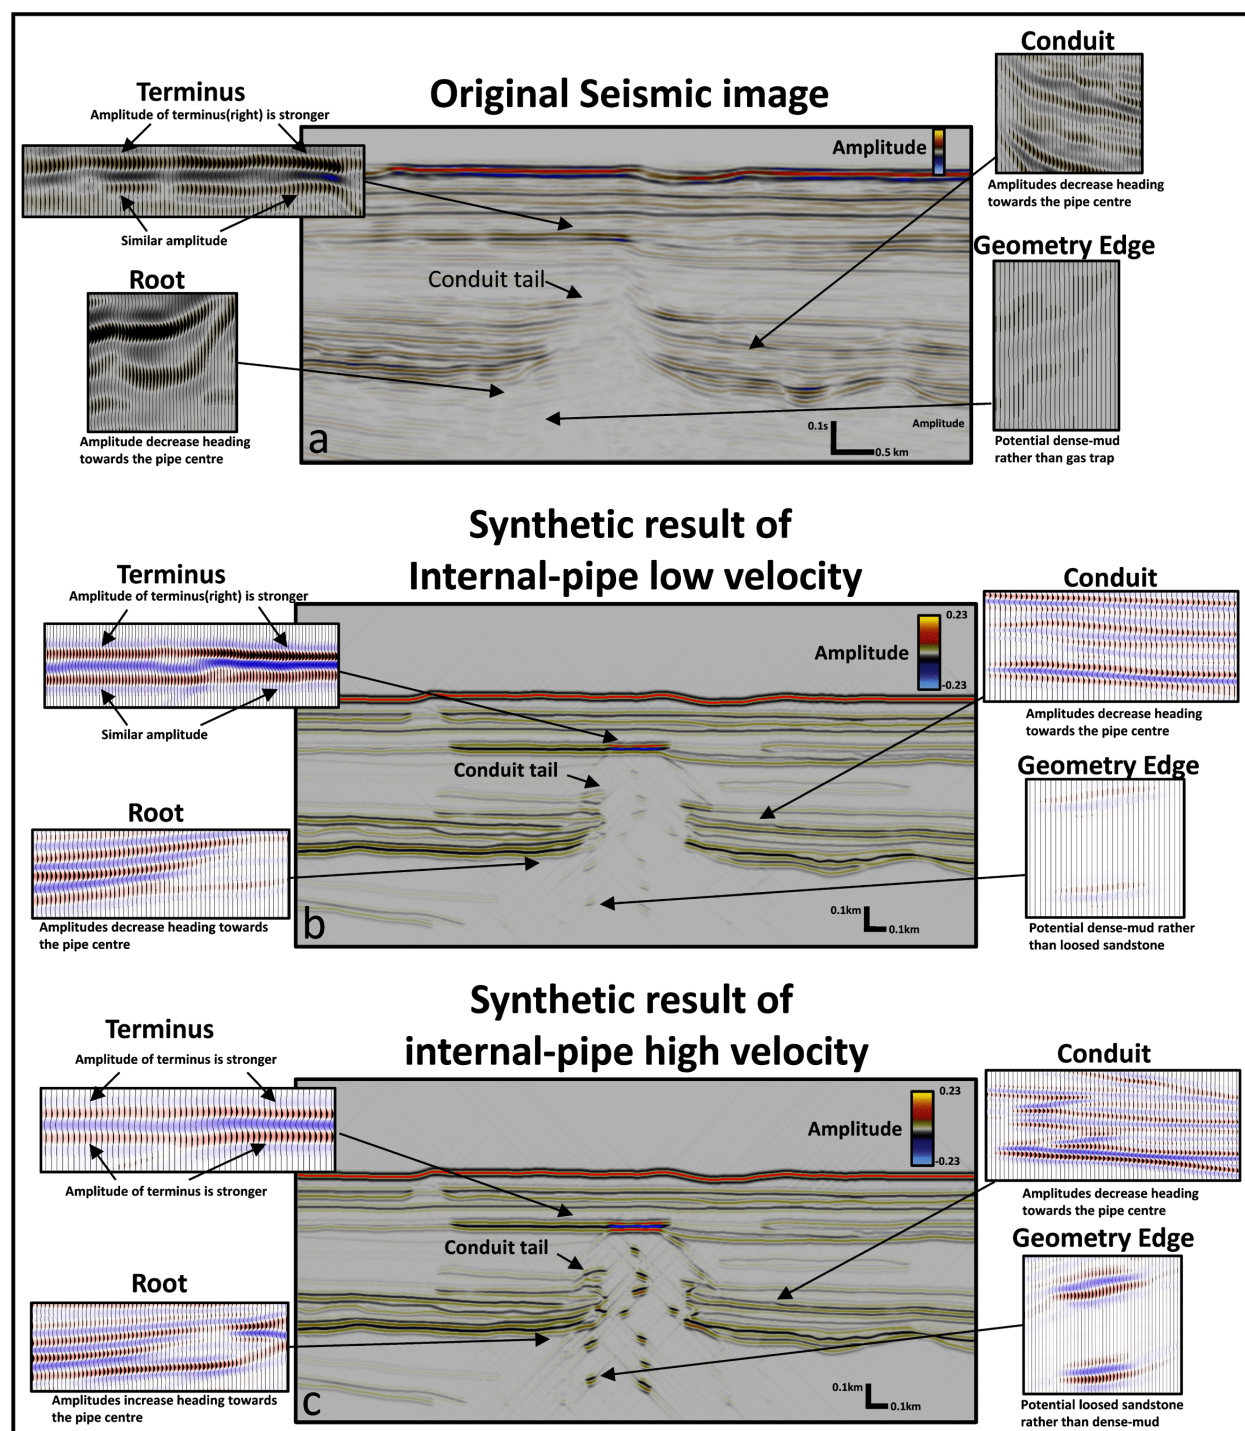 Conduit
Original Seismic image
Terminus
Amplitude of terminus(right) is stronger
Amplitude
Amplitudes decrease heading
towards the pipe centre
Similar amplitude
Geometry Edge
Root
Conduit tail
Amplitude decrease heading
towards the pipe centre
a
0.1s
0.5 km
Amplitude
Potential dense-mud
rather than gas trap
Synthetic result of
Internal-pipe low velocity
Terminus
Amplitude of terminus(right) is stronger
Similar amplitude
Conduit
0.23
Amplitude
-0.23
Amplitudes decrease heading
towards the pipe centre
Geometry Edge
Conduit tail
Root
Amplitudes decrease heading towards
the pipe centre
b
0.1km
0.1km
Potential dense-mud rather
than loosed sandstone
Synthetic result of
internal-pipe high velocity
Terminus
Amplitude of terminus is stronger
Amplitude of terminus is stronger
Conduit
0.23
Amplitude
-0.23
Amplitudes decrease heading
towards the pipe centre
Geometry Edge
Conduit tail
Root
Amplitudes increase heading towards
the pipe centre
c
0.1km
0.1km
Potential loosed sandstone
rather than dense-mud